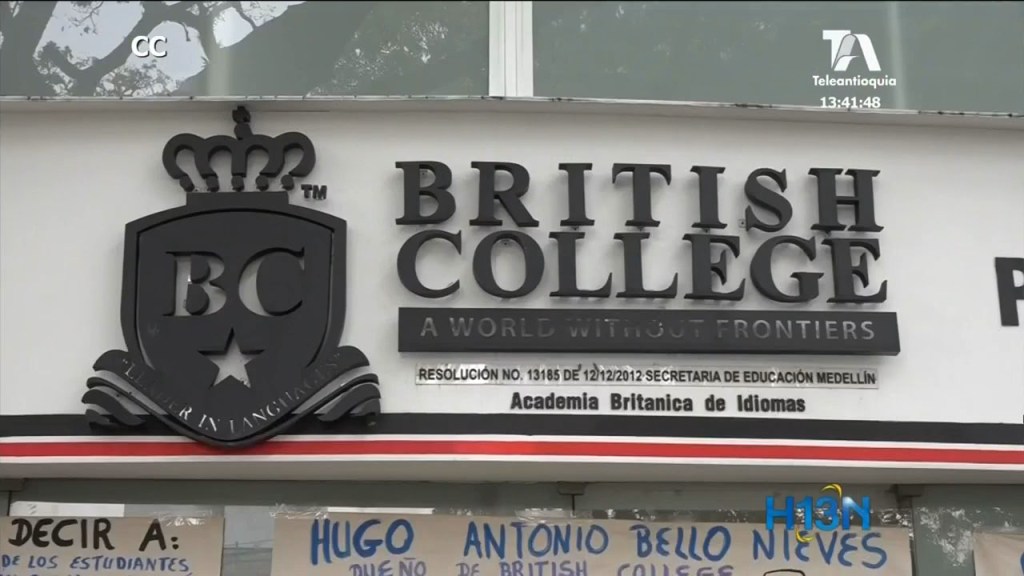 CC
TA
Teleantioquia
13:41:48
TM
BRITISH
COLLEGE
A WORLD WITHOUT FRONTIERS
RESOLUCIÓN NO. 13185 DE 12/12/2012 SECRETARIA DE EDUCACIÓN MEDELLÍN
Academia Britanica de Idiomas
BC
LEADER IN LANGUAGES
P
H13N
DECIR A:
DE LOS ESTUDIANTES
HUGO ANTONIO BELLO NIEVES
DUEÑO DE BRITISH COLLEGE